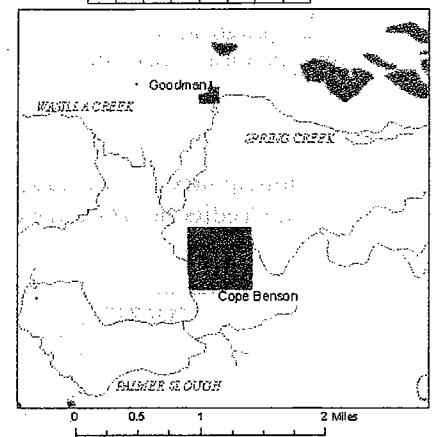 Goodman
WASILLA CREEK
SPRING CREEK
Cope Benson
PALMER SLOUGH
0 0.5 1 2 Miles